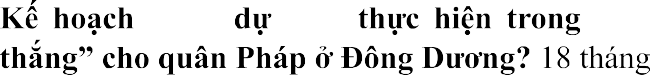 Kế hoạch dự thực hiện trong
thắng” cho quân Pháp ở Đông Dương? 18 tháng